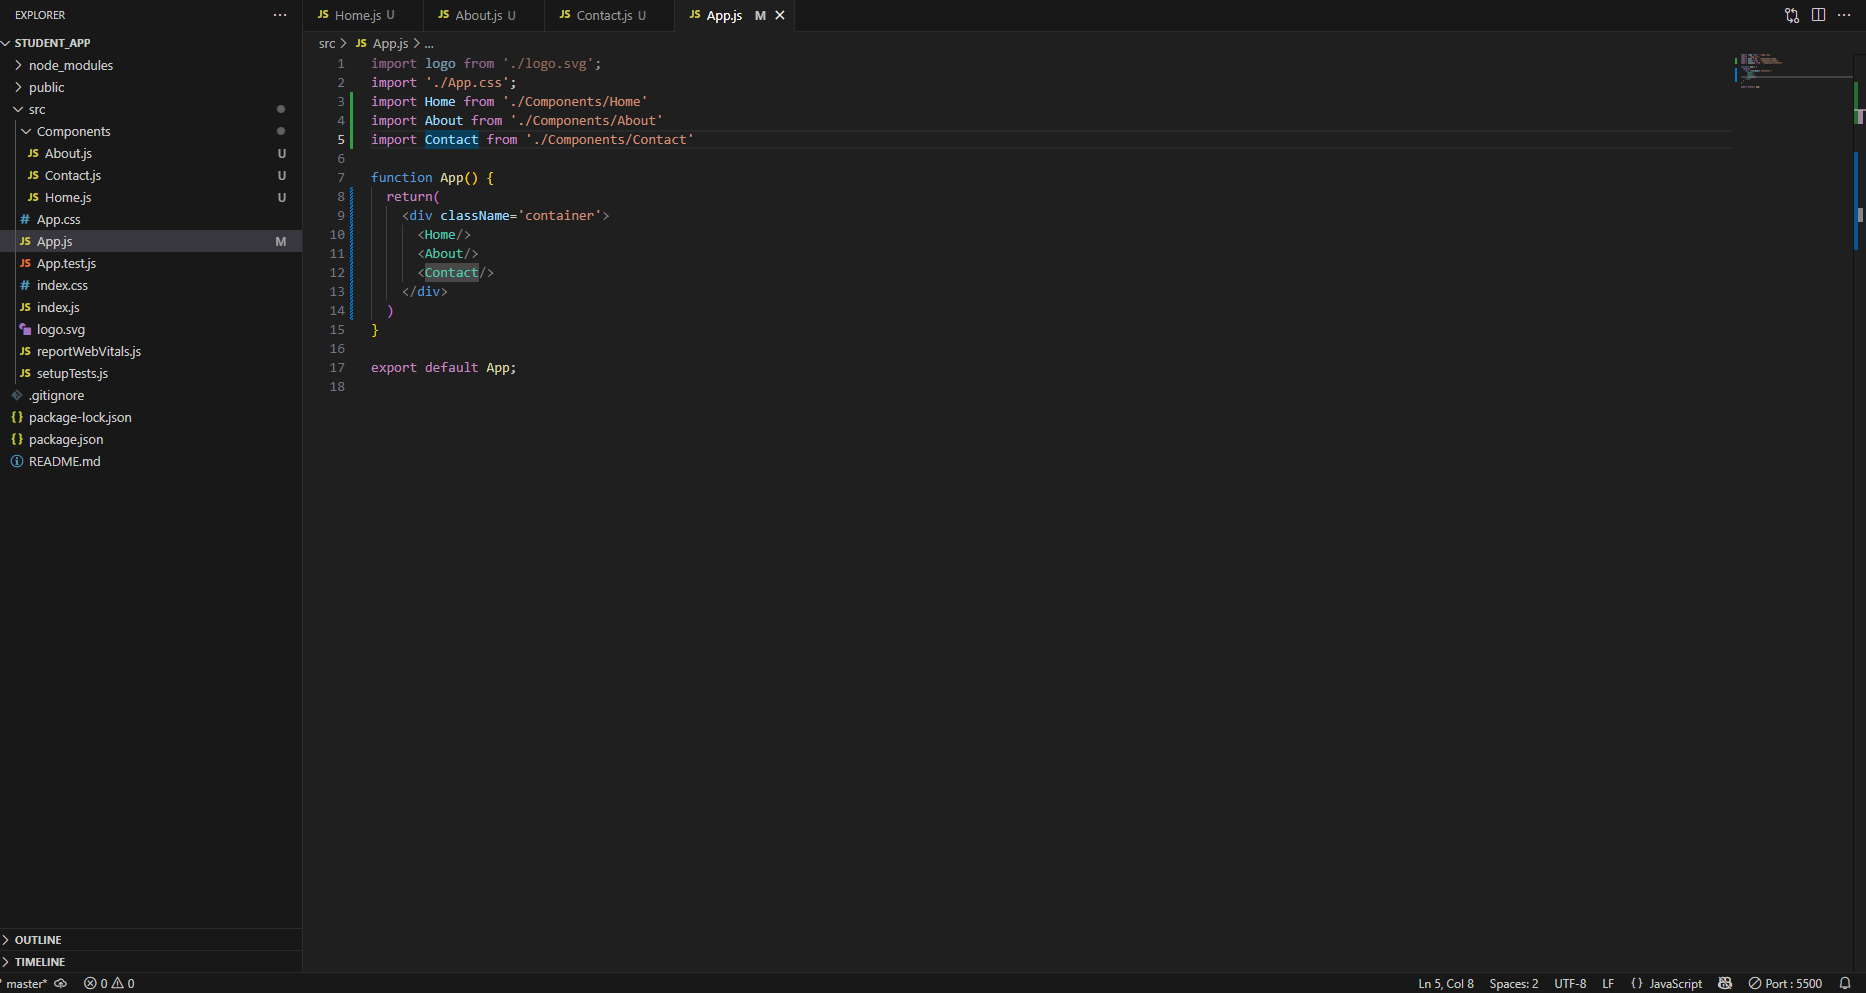 EXPLORER
STUDENT_APP
node_modules
public
src
Components
JS About.js U
JS Contact.js U
JS Home.js U
# App.css
JS App.js M
JS App.test.js
# index.css
JS index.js
logo.svg
JS reportWebVitals.js
JS setupTests.js
.gitignore
{} package-lock.json
{} package.json
README.md
OUTLINE
TIMELINE
JS Home.js U
JS About.js U
JS Contact.js U
JS App.js M
src > JS App.js > ...
1 import logo from './logo.svg';
2 import './App.css';
3 import Home from './Components/Home'
4 import About from './Components/About'
5 import Contact from './Components/Contact'
6
7 function App() {
8 return(
9 <div className='container'>
10 <Home/>
11 <About/>
12 <Contact/>
13 </div>
14 )
15 }
16
17 export default App;
18
master* 0 0
Ln 5, Col 8 Spaces: 2 UTF-8 LF {} JavaScript Port : 5500